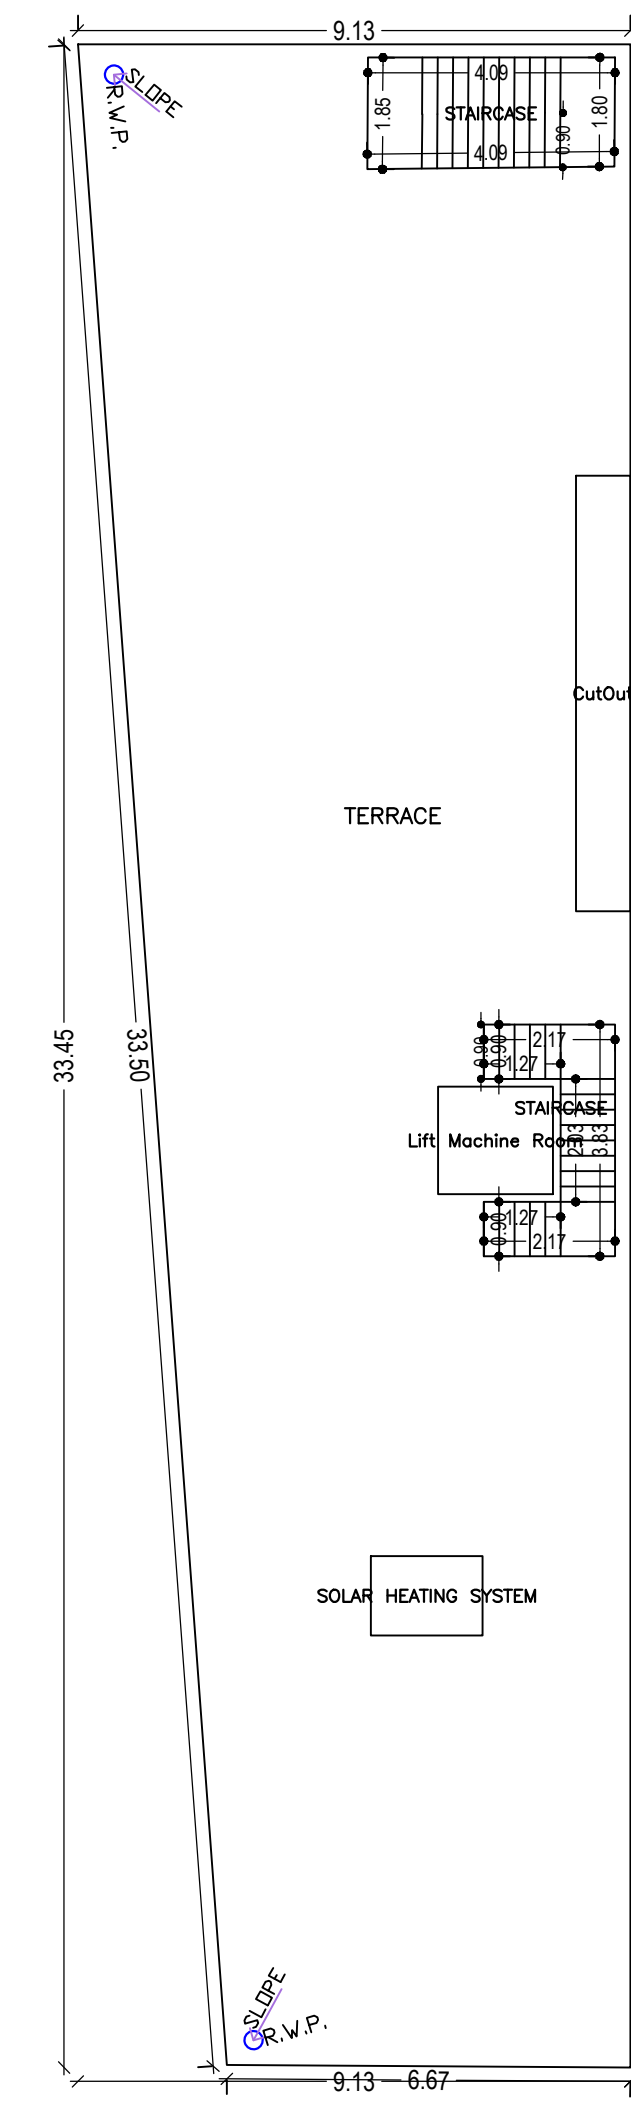 9.13
SLOPE
R.W.P.
4.09
1.85
STAIRCASE
1.80
0.90
4.09
CutOut
TERRACE
33.45
33.50
0.90
0.90
2.17
1.27
STAIRCASE
Lift Machine Room
2.03
3.83
0.90
1.27
2.17
SOLAR HEATING SYSTEM
SLOPE
R.W.P.
9.13
6.67